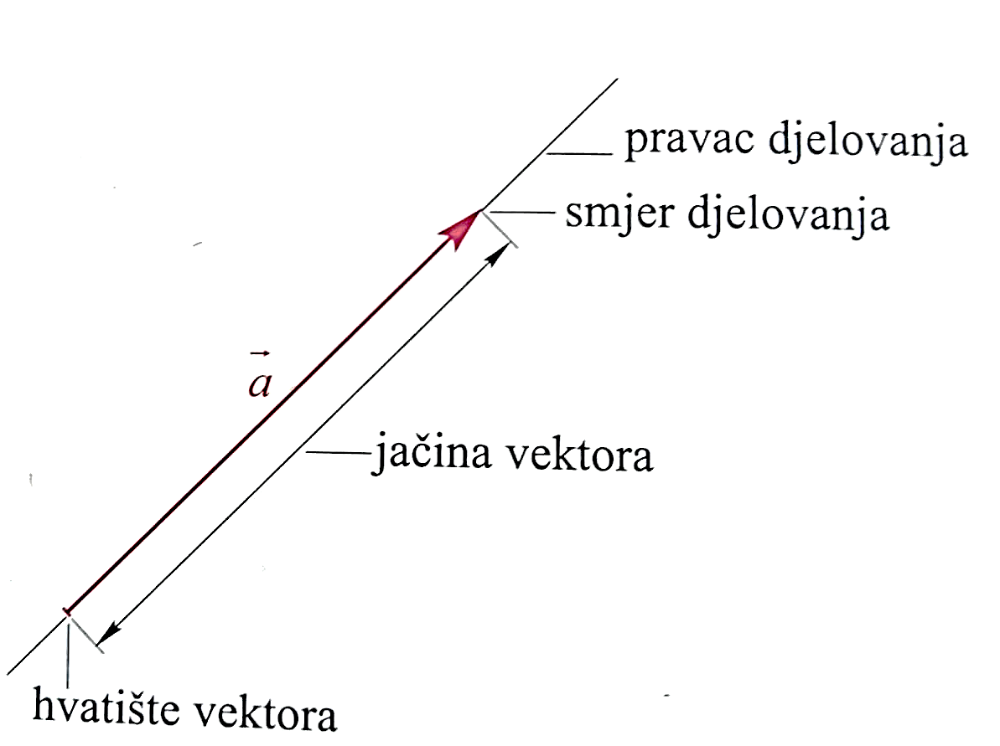 pravac djelovanja
smjer djelovanja
a
jačina vektora
hvatište vektora